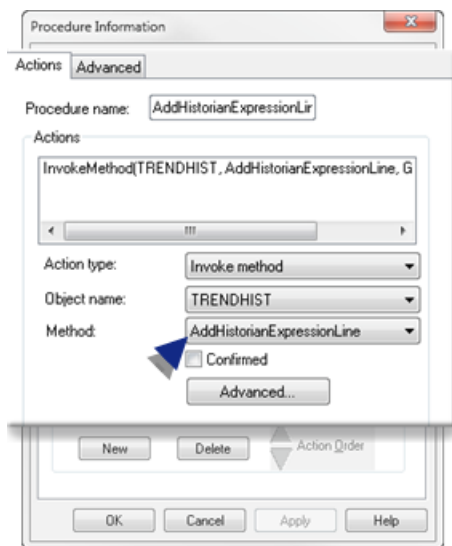 Procedure Information
Actions Advanced
Procedure name: AddHistorianExpressionLir
Actions
InvokeMethod(TRENDHIST, AddHistorianExpressionLine, G
Action type: Invoke method
Object name: TRENDHIST
Method: AddHistorianExpressionLine
Confirmed
Advanced...
New Delete Action Order
OK Cancel Apply Help